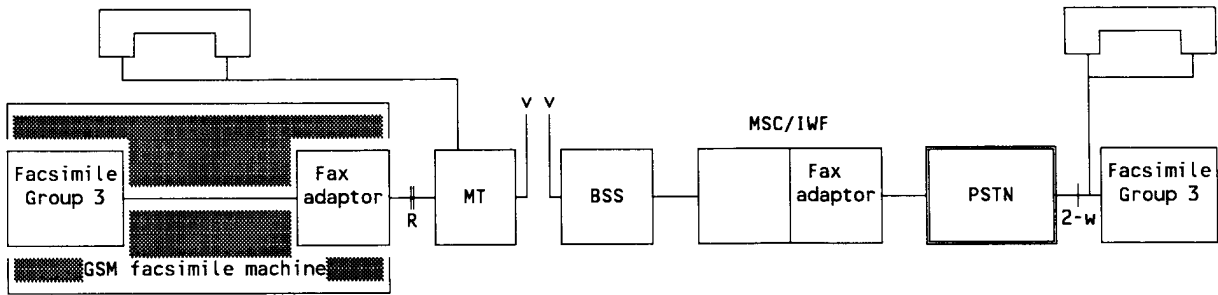 v v
MSC/IWF
Facsimile
Group 3
Fax
adaptor
R
MT
BSS
Fax
adaptor
PSTN
2-w
Facsimile
Group 3
GSM facsimile machine